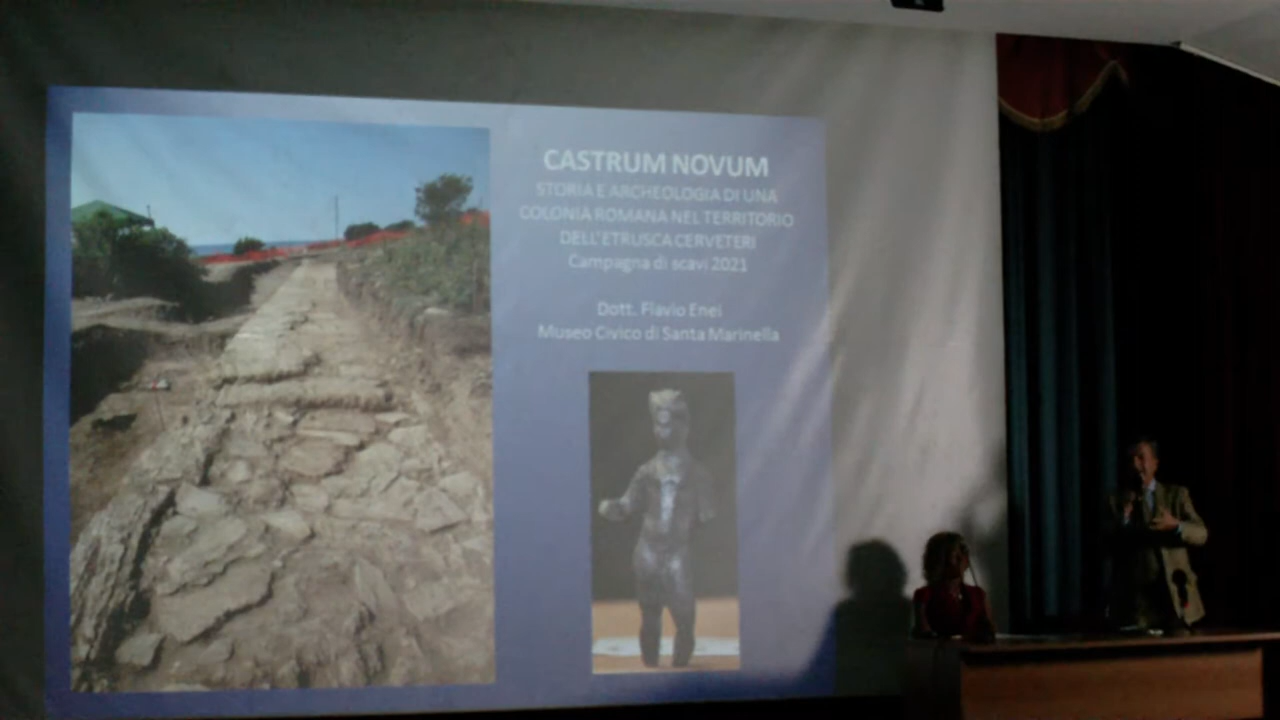 CASTRUM NOVUM
STORIA E ARCHEOLOGIA DI UNA
COLONIA ROMANA NEL TERRITORIO
DELL'ETRUSCA CERVETERI
Campagna di scavi 2021
Dott. Flavio Enei
Museo Civico di Santa Marinella